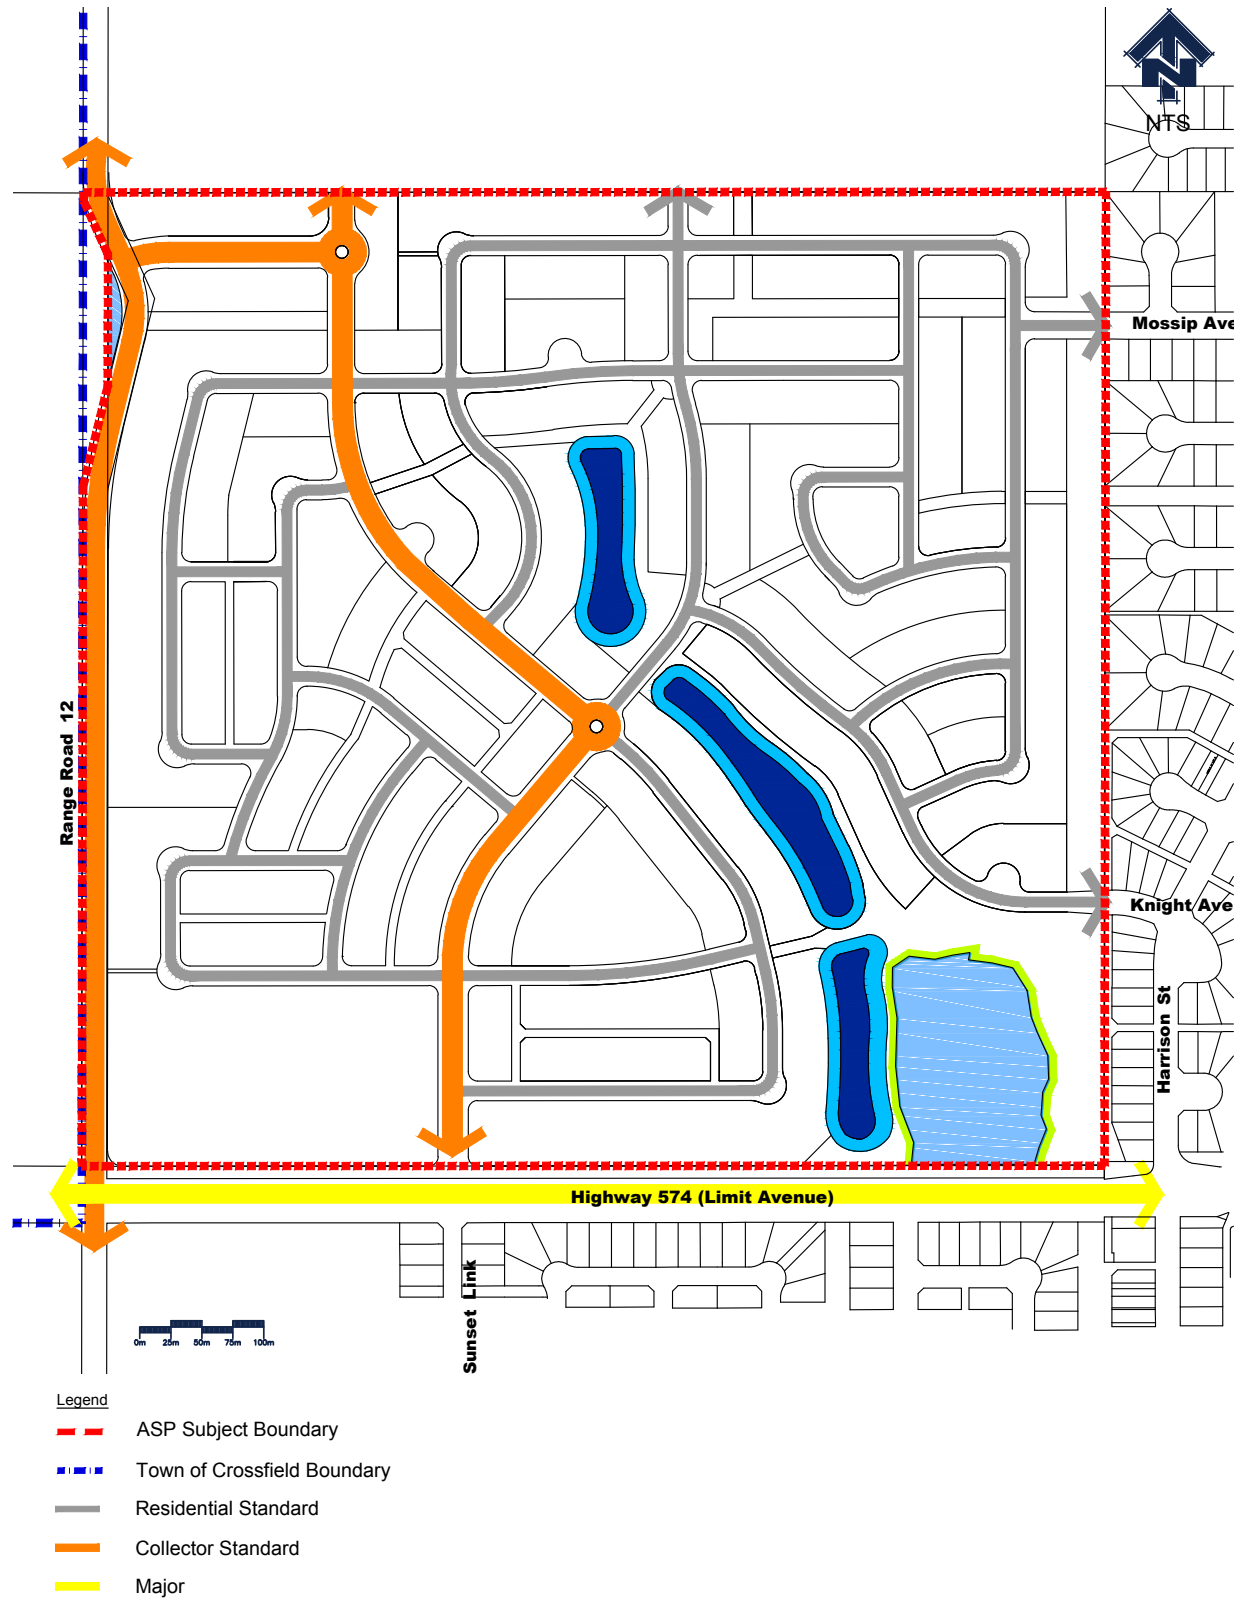 N
NTS
Mossip Ave
Range Road 12
Knight Ave
Harrison St
Highway 574 (Limit Avenue)
Sunset Link
0m 25m 50m 75m 100m
Legend
ASP Subject Boundary
Town of Crossfield Boundary
Residential Standard
Collector Standard
Major